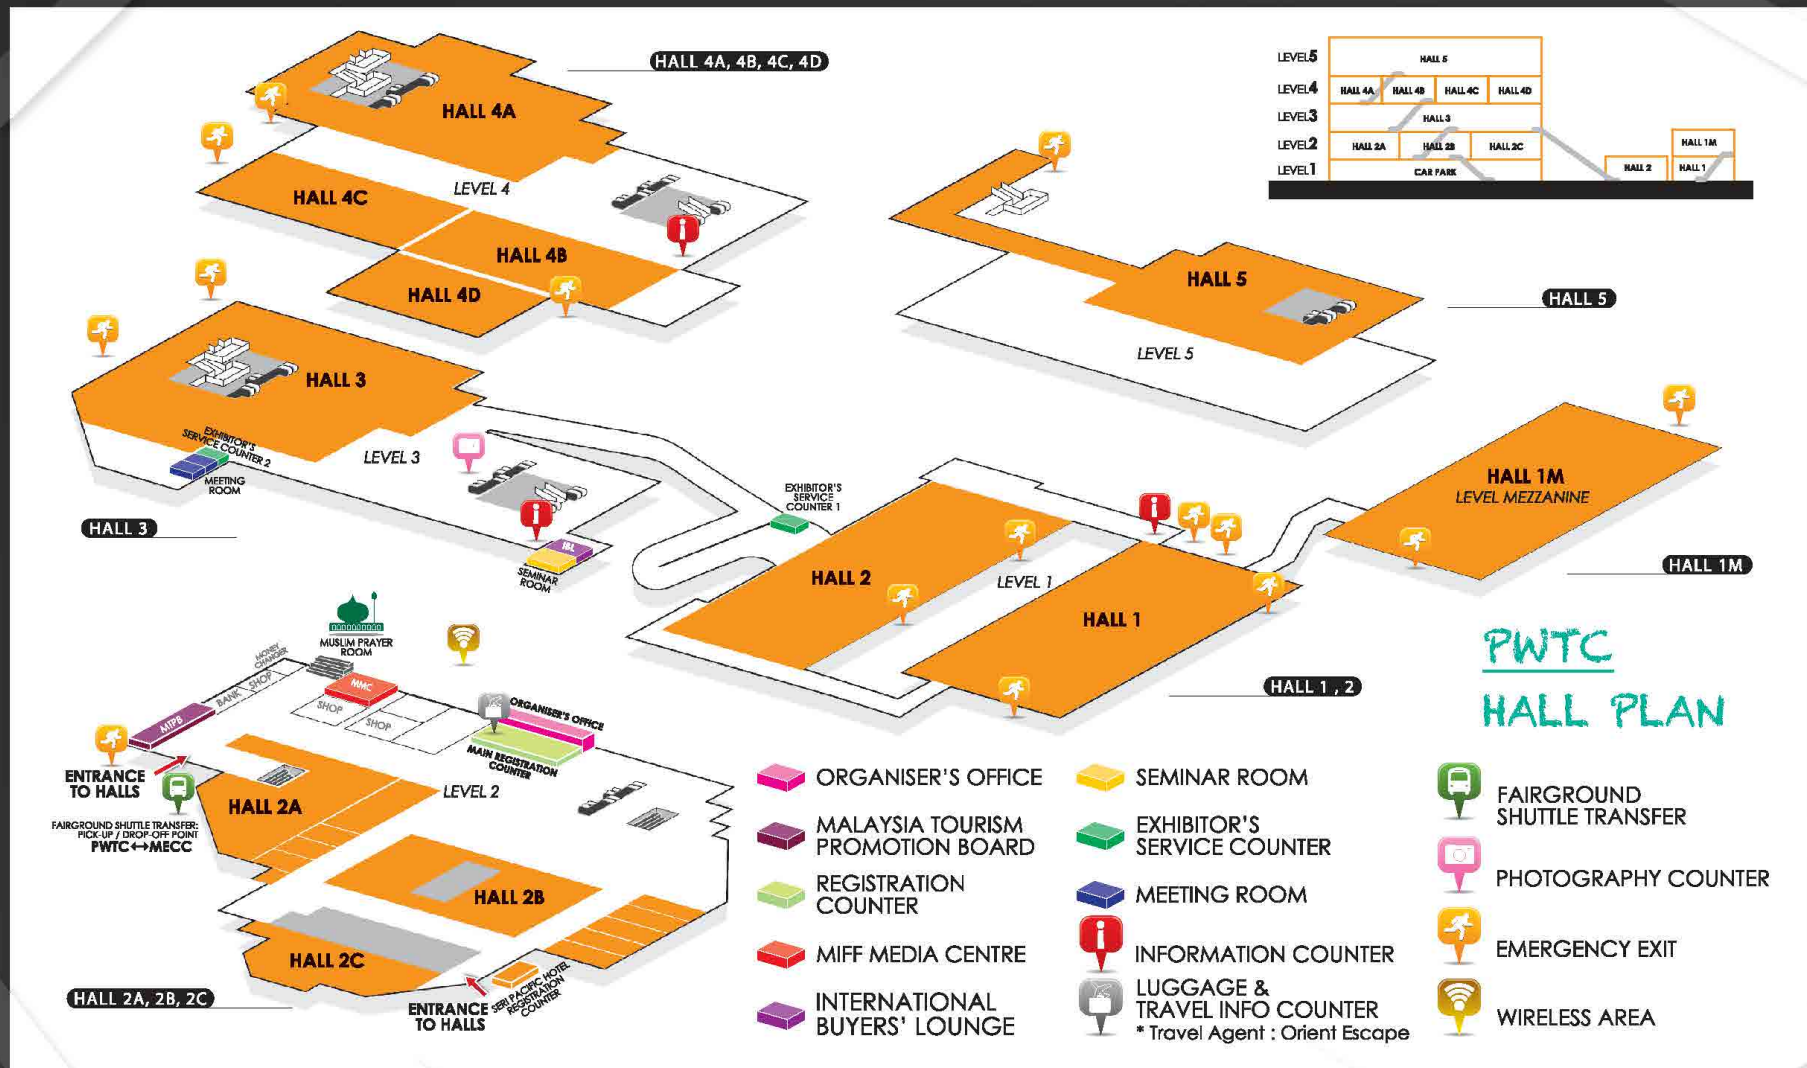 HALL 4A, 4B, 4C, 4D
HALL 4A
HALL 4C
LEVEL 4
HALL 4B
HALL 4D
LEVEL5
LEVEL4
LEVEL3
LEVEL2
LEVEL1
HALL 5
HALL 4A
HALL 4B
HALL 4C
HALL 4D
HALL 3
HALL 2A
HALL 2B
HALL 2C
CAR PARK
HALL 2
HALL 1M
HALL 1
HALL 5
HALL 5
LEVEL 5
HALL 3
LEVEL 3
EXHIBITOR'S
SERVICE COUNTER 2
MEETING
ROOM
HALL 3
IBL
SEMINAR
ROOM
EXHIBITOR'S
SERVICE
COUNTER 1
HALL 2
LEVEL 1
HALL 1
HALL 1M
LEVEL MEZZANINE
HALL 1M
HALL 1 , 2
MUSLIM PRAYER
ROOM
MONEY
CHANGER
SHOP
BANK
MTPB
MMC
SHOP
SHOP
ORGANISER'S OFFICE
MAIN REGISTRATION
COUNTER
ENTRANCE
TO HALLS
FAIRGROUND SHUTTLE TRANSFER:
PICK-UP / DROP-OFF POINT
PWTC↔MECC
HALL 2A
LEVEL 2
HALL 2B
HALL 2C
HALL 2A, 2B, 2C
ENTRANCE
TO HALLS
SERI PACIFIC HOTEL
REGISTRATION
COUNTER
PWTC
HALL PLAN
ORGANISER'S OFFICE
MALAYSIA TOURISM
PROMOTION BOARD
REGISTRATION
COUNTER
MIFF MEDIA CENTRE
INTERNATIONAL
BUYERS' LOUNGE
SEMINAR ROOM
EXHIBITOR'S
SERVICE COUNTER
MEETING ROOM
INFORMATION COUNTER
LUGGAGE &
TRAVEL INFO COUNTER
* Travel Agent : Orient Escape
FAIRGROUND
SHUTTLE TRANSFER
PHOTOGRAPHY COUNTER
EMERGENCY EXIT
WIRELESS AREA